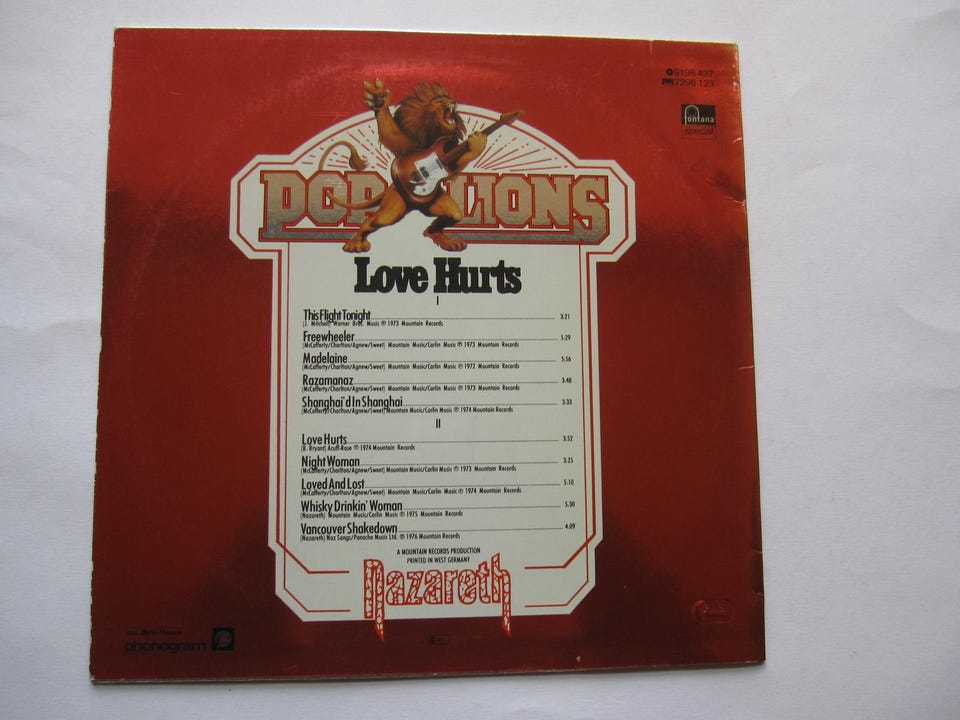 9198 437
7296 123
fontana
special
POP LIONS
Love Hurts
I
This Flight Tonight 3:21
(J. Mitchell) Warner Bros. Music ℗ 1973 Mountain Records
Freewheeler 5:29
(McCafferty/Charlton/Agnew/Sweet) Mountain Music/Carlin Music ℗ 1973 Mountain Records
Madelaine 5:56
(McCafferty/Charlton/Agnew/Sweet) Mountain Music/Carlin Music ℗ 1972 Mountain Records
Razamanaz 3:48
(McCafferty/Charlton/Agnew/Sweet) Mountain Music/Carlin Music ℗ 1973 Mountain Records
Shanghai'd In Shanghai 3:33
(McCafferty/Charlton/Agnew/Sweet) Mountain Music/Carlin Music ℗ 1974 Mountain Records
II
Love Hurts 3:52
(B. Bryant) Acuff-Rose ℗ 1974 Mountain Records
Night Woman 3:25
(McCafferty/Charlton/Agnew/Sweet) Mountain Music/Carlin Music ℗ 1973 Mountain Records
Loved And Lost 5:10
(McCafferty/Charlton/Agnew/Sweet) Mountain Music/Carlin Music ℗ 1974 Mountain Records
Whisky Drinkin' Woman 5:30
(Nazareth) Mountain Music/Carlin Music ℗ 1975 Mountain Records
Vancouver Shakedown 4:09
(Nazareth) Naz Songs/Panache Music Ltd. ℗ 1976 Mountain Records
A MOUNTAIN RECORDS PRODUCTION
PRINTED IN WEST GERMANY
Nazareth
aus dem Hause
phonogram